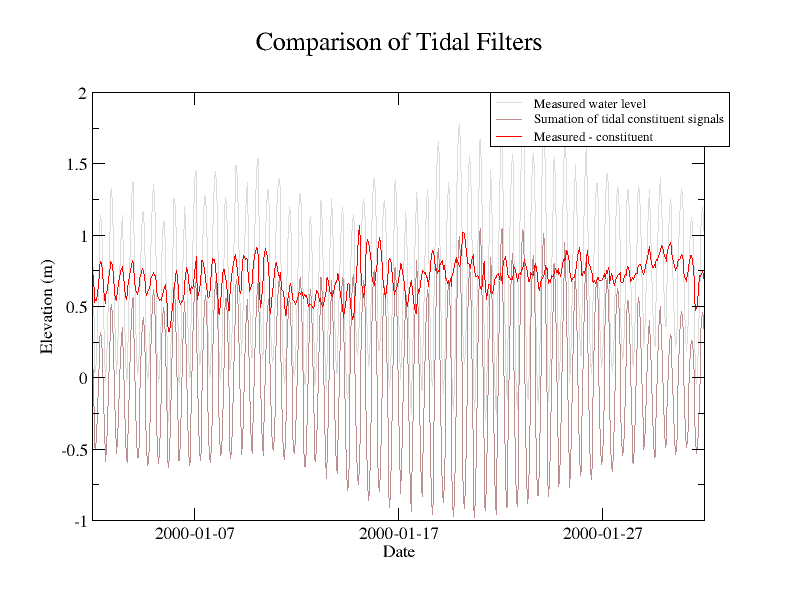 Comparison of Tidal Filters
Measured water level
Sumation of tidal constituent signals
Measured - constituent
2
1.5
1
0.5
0
-0.5
-1
Elevation (m)
2000-01-07
2000-01-17
2000-01-27
Date